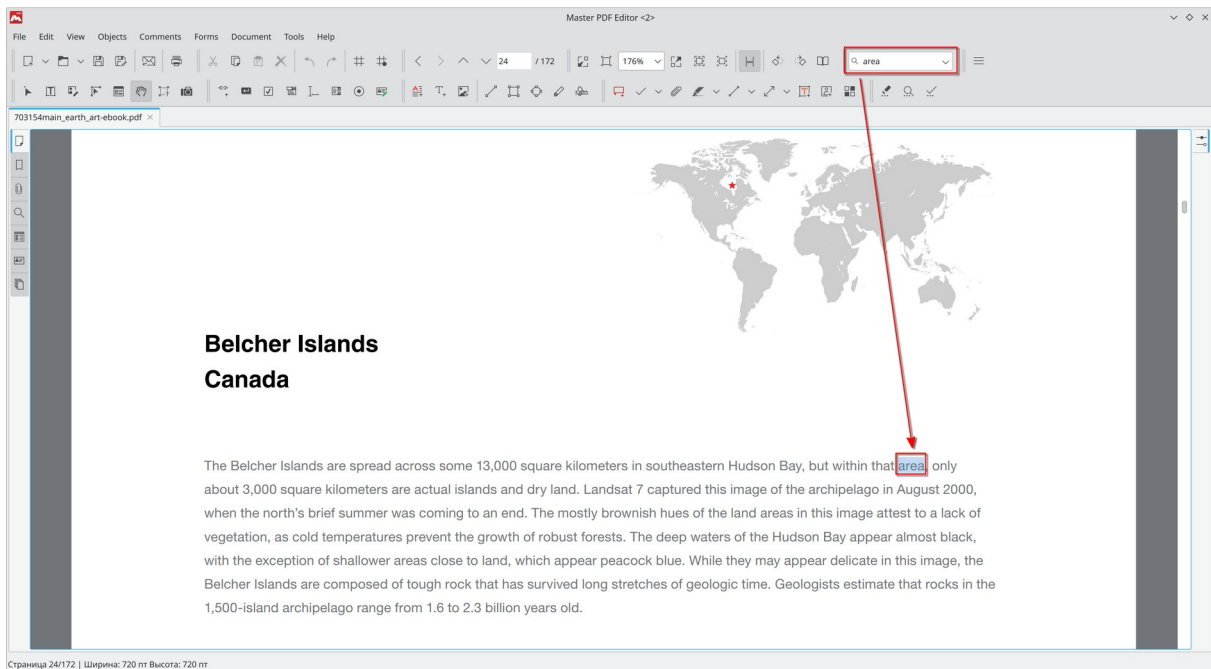 Master PDF Editor <2>
File Edit View Objects Comments Forms Document Tools Help
24 / 172 176% area
703154main_earth_art-ebook.pdf
Belcher Islands
Canada
The Belcher Islands are spread across some 13,000 square kilometers in southeastern Hudson Bay, but within that area, only
about 3,000 square kilometers are actual islands and dry land. Landsat 7 captured this image of the archipelago in August 2000,
when the north’s brief summer was coming to an end. The mostly brownish hues of the land areas in this image attest to a lack of
vegetation, as cold temperatures prevent the growth of robust forests. The deep waters of the Hudson Bay appear almost black,
with the exception of shallower areas close to land, which appear peacock blue. While they may appear delicate in this image, the
Belcher Islands are composed of tough rock that has survived long stretches of geologic time. Geologists estimate that rocks in the
1,500-island archipelago range from 1.6 to 2.3 billion years old.
Страница 24/172 | Ширина: 720 пт Высота: 720 пт